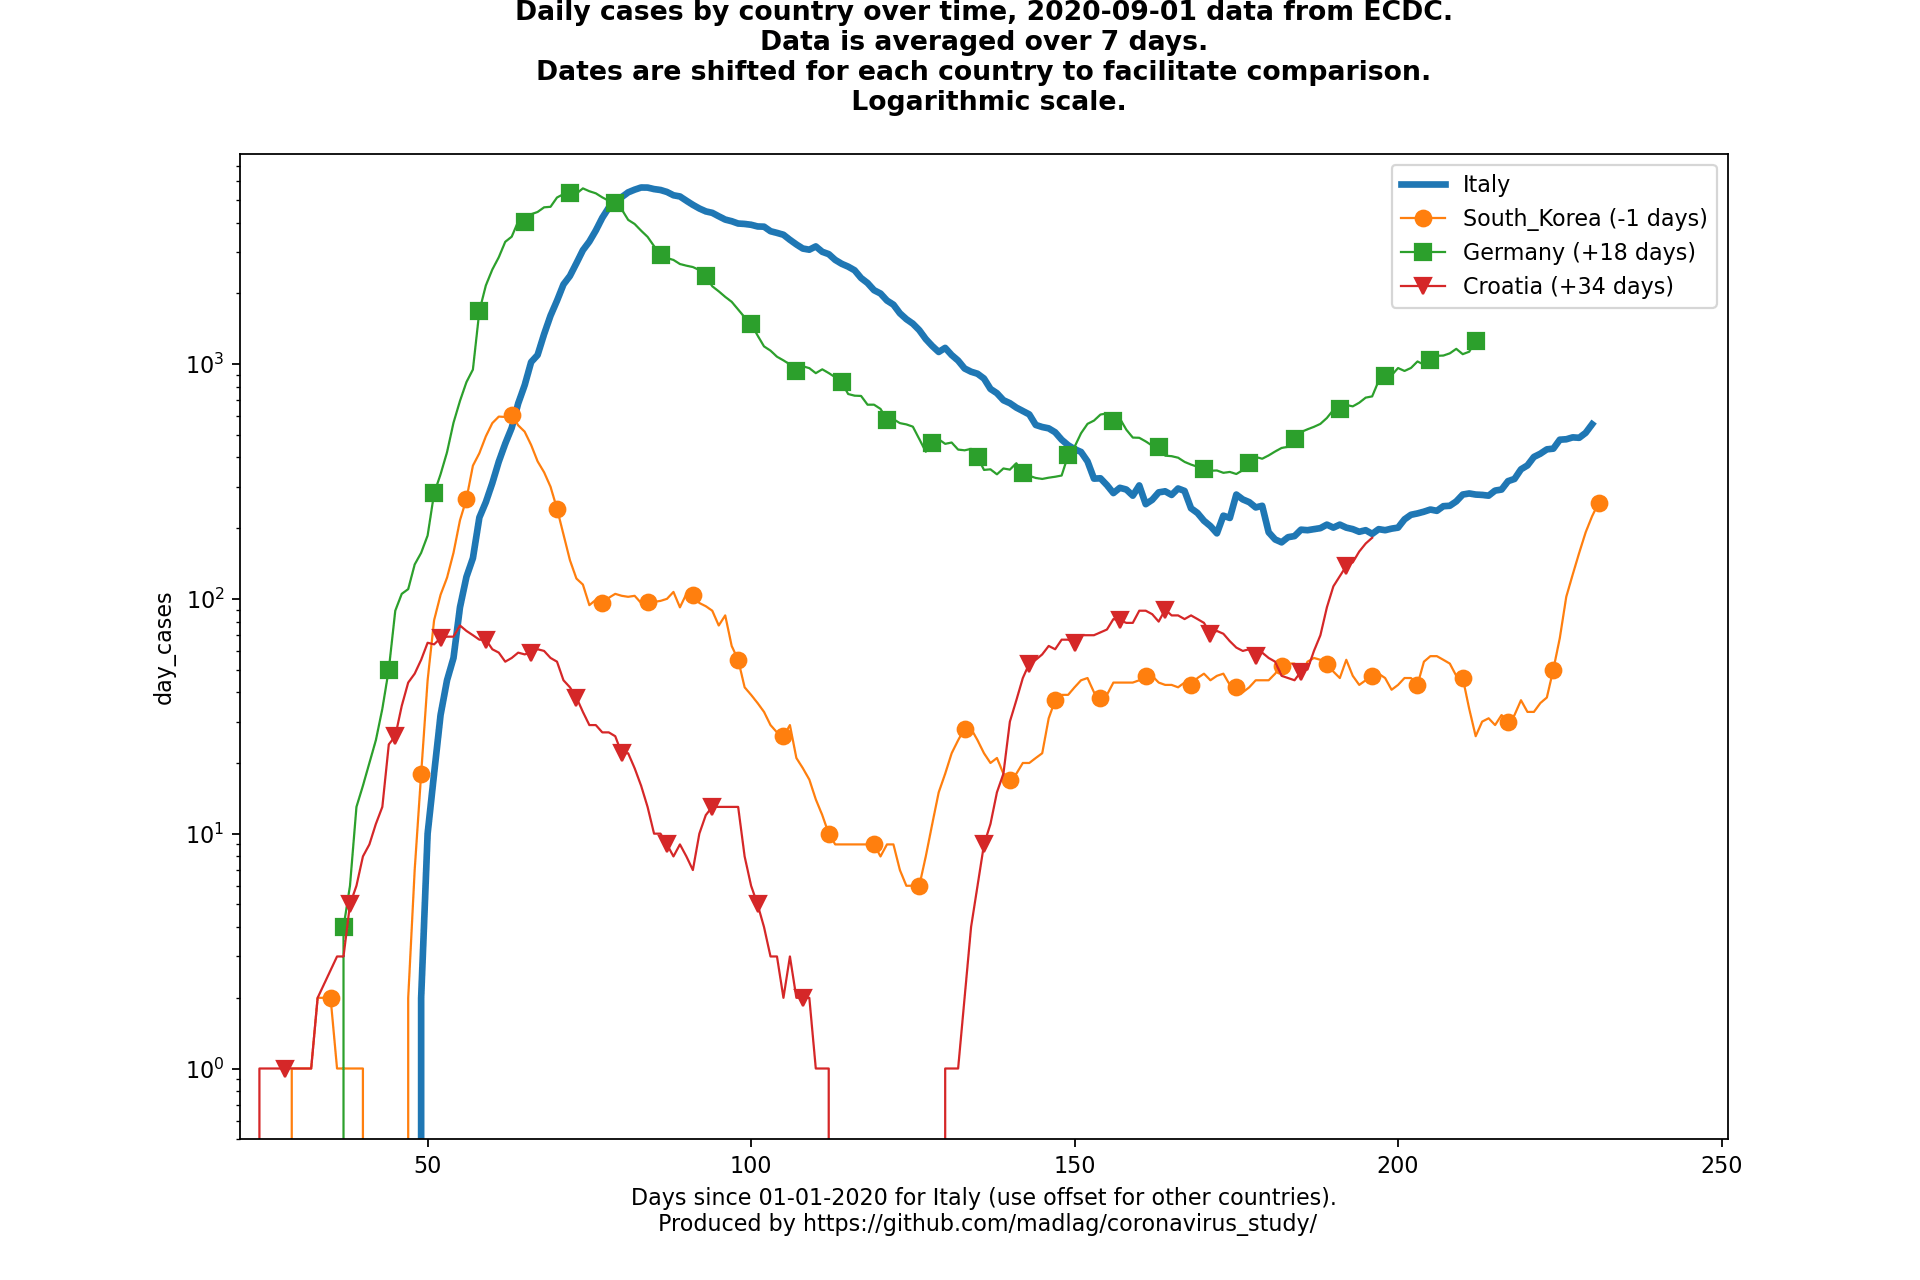 Daily cases by country over time, 2020-09-01 data from ECDC.
Data is averaged over 7 days.
Dates are shifted for each country to facilitate comparison.
Logarithmic scale.
Italy
South_Korea (-1 days)
Germany (+18 days)
Croatia (+34 days)
day_cases
10³
10²
10¹
10⁰
50
100
150
200
250
Days since 01-01-2020 for Italy (use offset for other countries).
Produced by https://github.com/madlag/coronavirus_study/